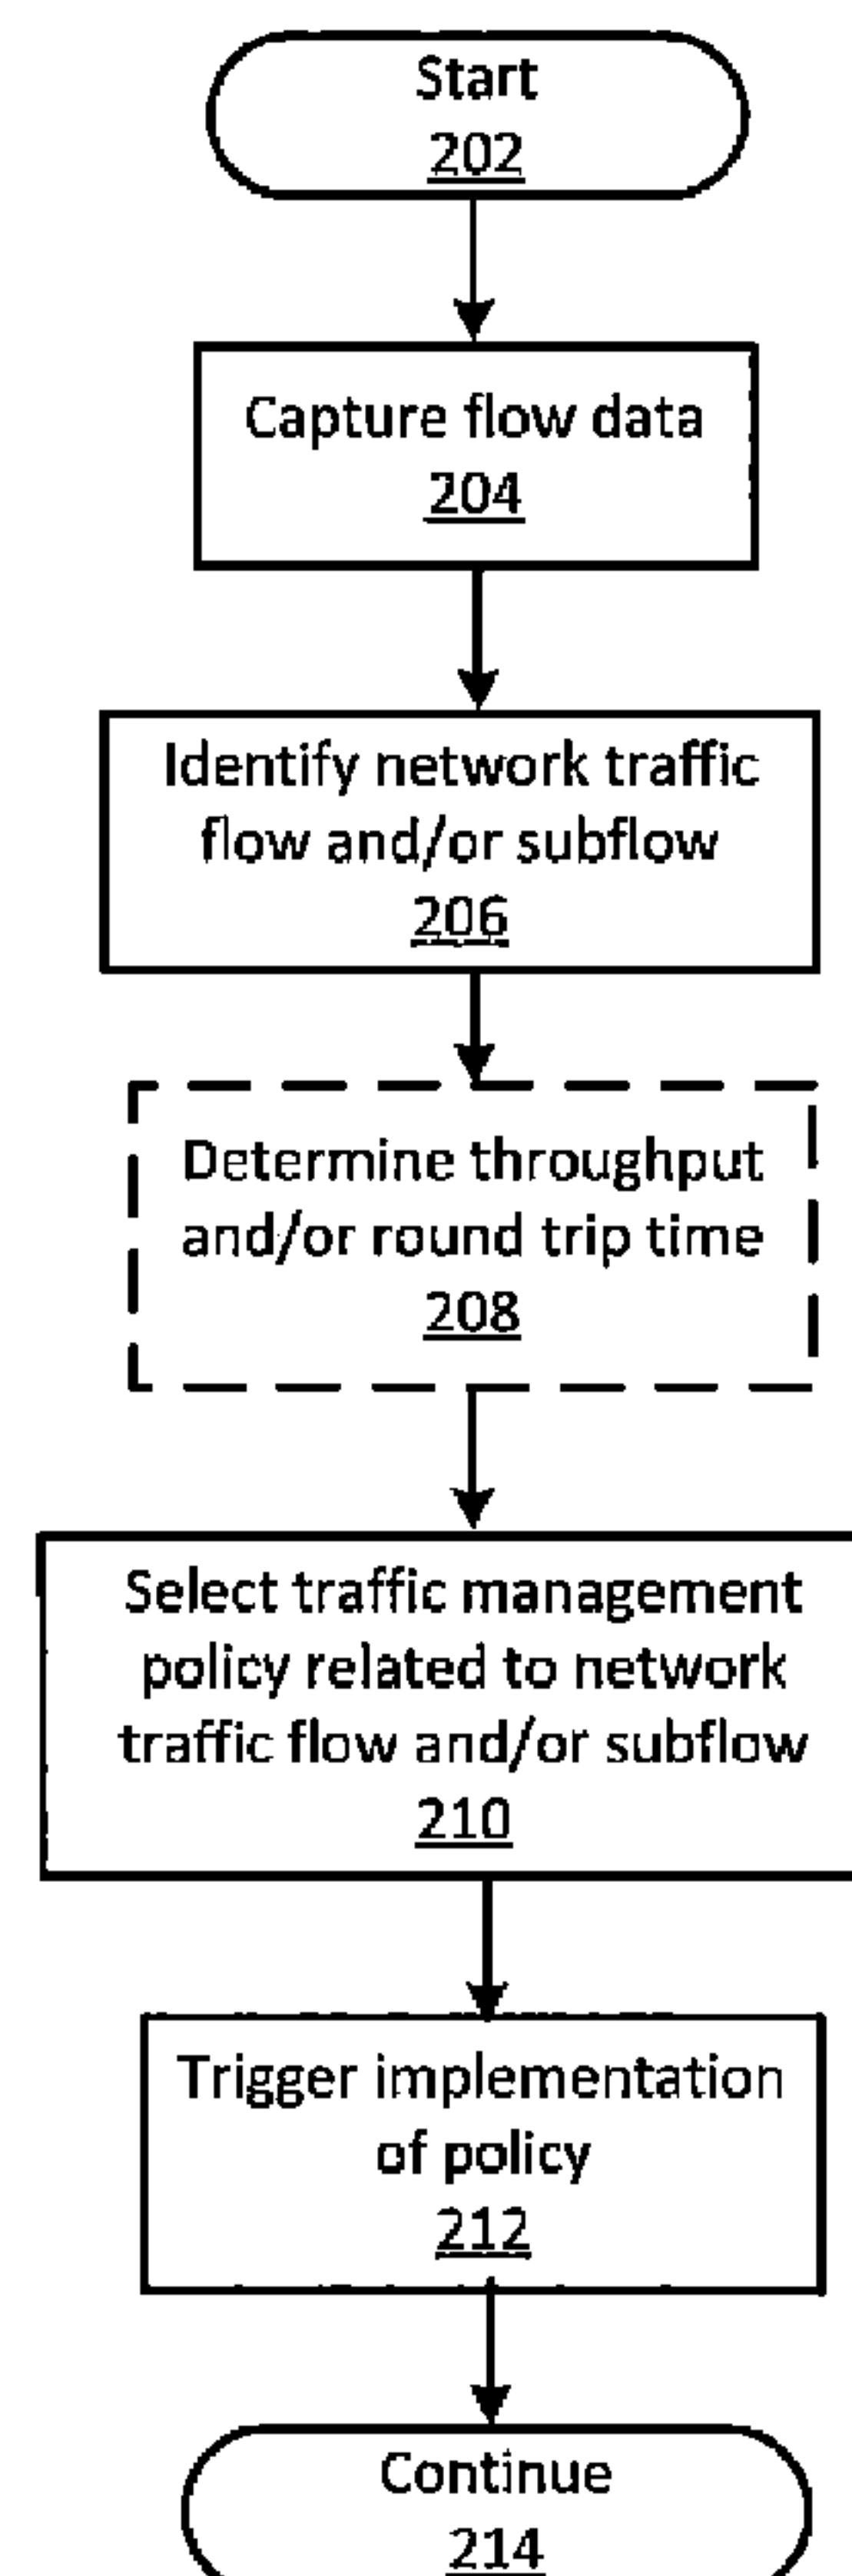 Start
202
Capture flow data
204
Identify network traffic
flow and/or subflow
206
Determine throughput
and/or round trip time
208
Select traffic management
policy related to network
traffic flow and/or subflow
210
Trigger implementation
of policy
212
Continue
214